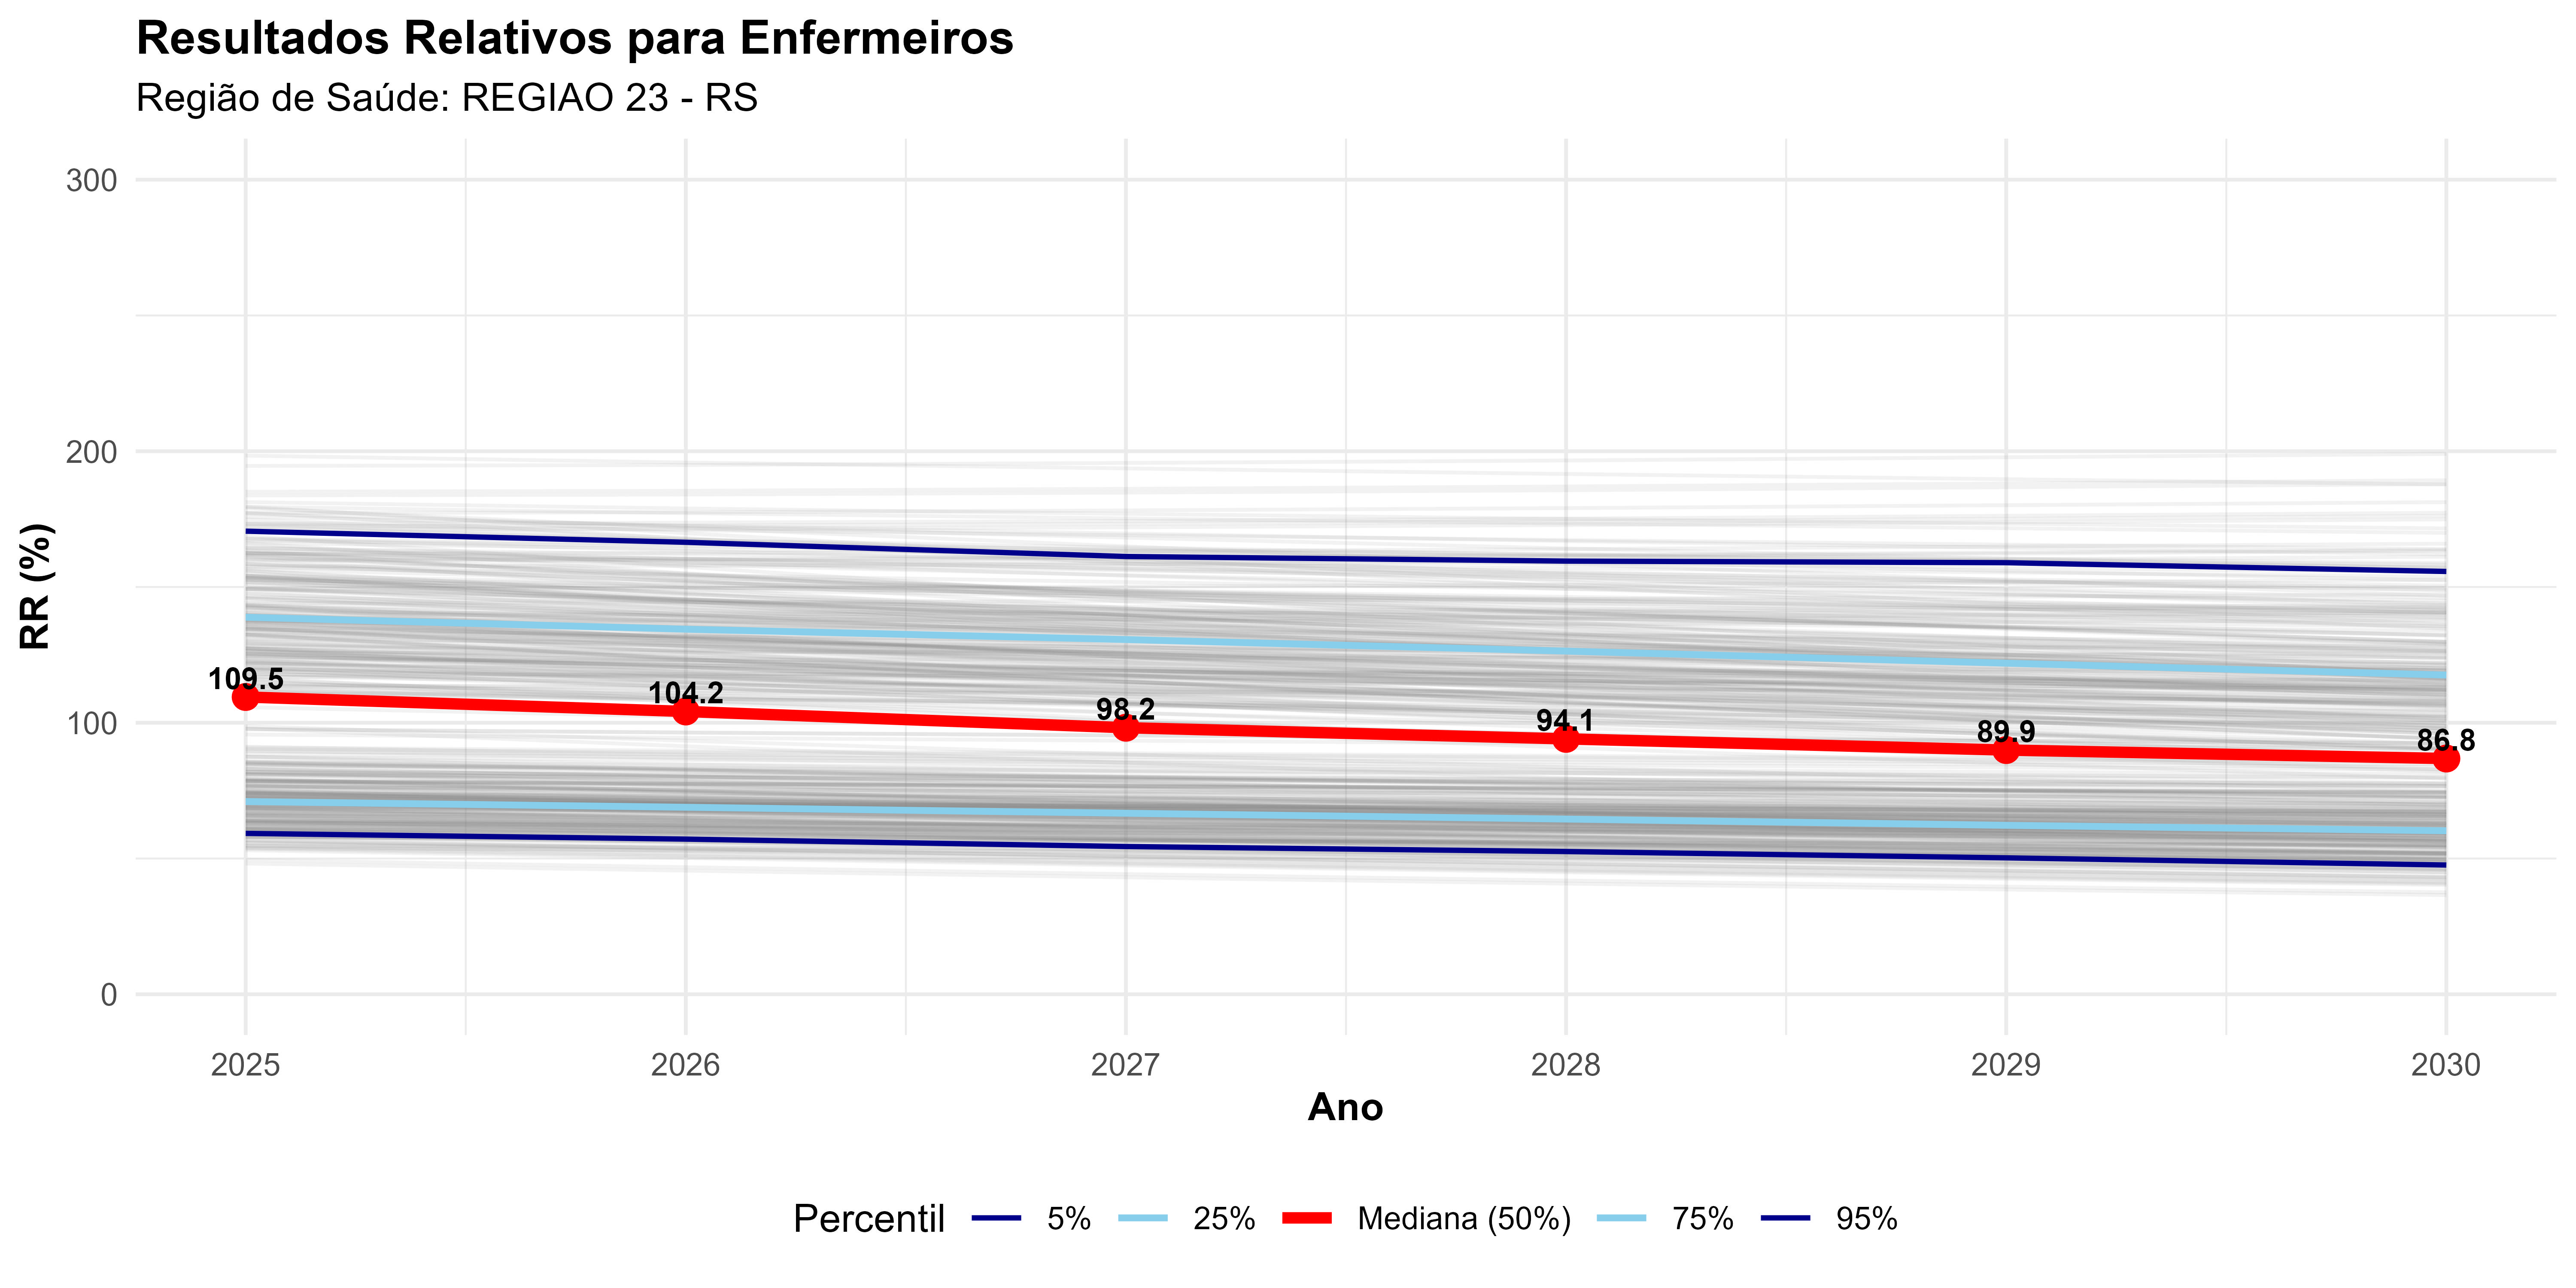 Resultados Relativos para Enfermeiros
Região de Saúde: REGIAO 23 - RS
RR (%)
300
200
100
0
109.5
104.2
98.2
94.1
89.9
86.8
2025 2026 2027 2028 2029 2030
Ano
Percentil 5% 25% Mediana (50%) 75% 95%